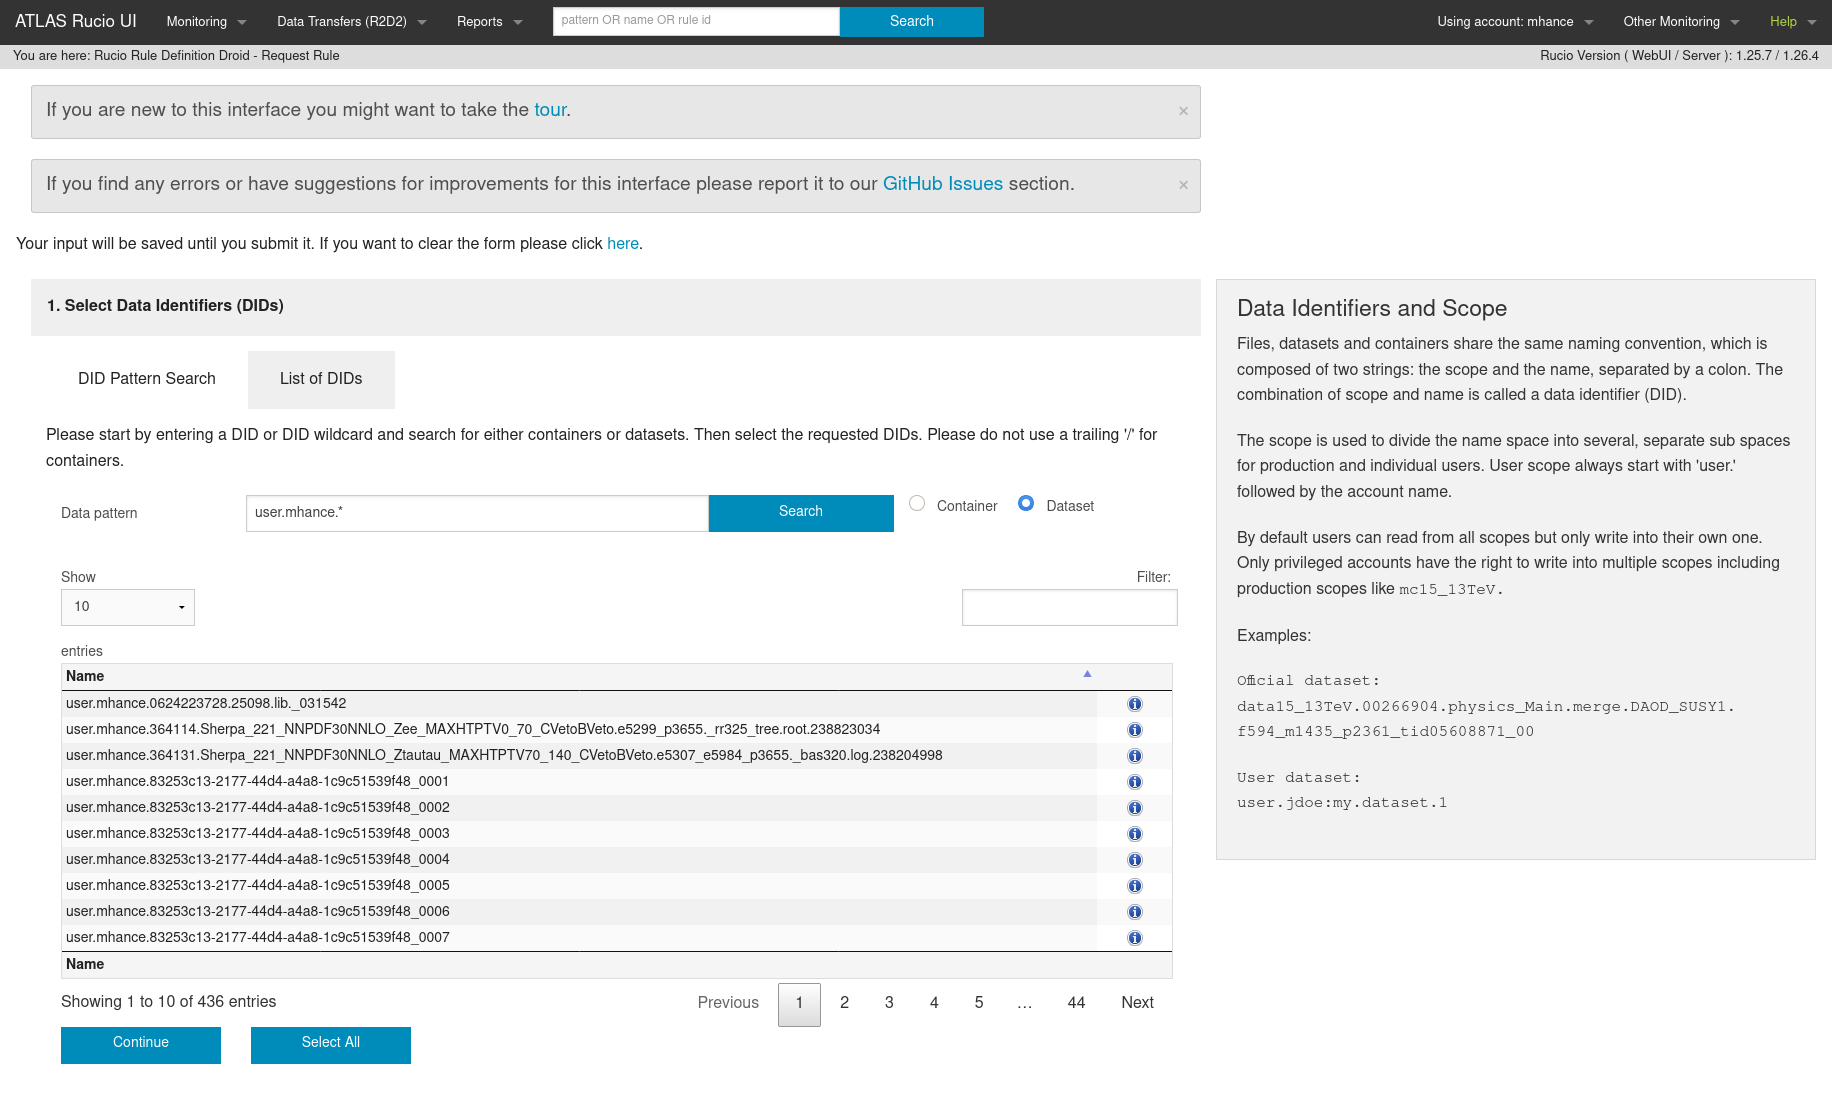 ATLAS Rucio UI Monitoring Data Transfers (R2D2) Reports pattern OR name OR rule id Search Using account: mhance Other Monitoring Help
You are here: Rucio Rule Definition Droid - Request Rule Rucio Version ( WebUI / Server ): 1.25.7 / 1.26.4
If you are new to this interface you might want to take the tour. ×
If you find any errors or have suggestions for improvements for this interface please report it to our GitHub Issues section. ×
Your input will be saved until you submit it. If you want to clear the form please click here.
1. Select Data Identifiers (DIDs)
DID Pattern Search List of DIDs
Please start by entering a DID or DID wildcard and search for either containers or datasets. Then select the requested DIDs. Please do not use a trailing '/' for
containers.
Data pattern user.mhance.* Search Container Dataset
Show Filter:
10
entries
Name
user.mhance.0624223728.25098.lib._031542
user.mhance.364114.Sherpa_221_NNPDF30NNLO_Zee_MAXHTPTV0_70_CVetoBVeto.e5299_p3655._rr325_tree.root.238823034
user.mhance.364131.Sherpa_221_NNPDF30NNLO_Ztautau_MAXHTPTV70_140_CVetoBVeto.e5307_e5984_p3655._bas320.log.238204998
user.mhance.83253c13-2177-44d4-a4a8-1c9c51539f48_0001
user.mhance.83253c13-2177-44d4-a4a8-1c9c51539f48_0002
user.mhance.83253c13-2177-44d4-a4a8-1c9c51539f48_0003
user.mhance.83253c13-2177-44d4-a4a8-1c9c51539f48_0004
user.mhance.83253c13-2177-44d4-a4a8-1c9c51539f48_0005
user.mhance.83253c13-2177-44d4-a4a8-1c9c51539f48_0006
user.mhance.83253c13-2177-44d4-a4a8-1c9c51539f48_0007
Name
Showing 1 to 10 of 436 entries Previous 1 2 3 4 5 … 44 Next
Continue Select All
Data Identifiers and Scope
Files, datasets and containers share the same naming convention, which is
composed of two strings: the scope and the name, separated by a colon. The
combination of scope and name is called a data identifier (DID).
The scope is used to divide the name space into several, separate sub spaces
for production and individual users. User scope always start with 'user.'
followed by the account name.
By default users can read from all scopes but only write into their own one.
Only privileged accounts have the right to write into multiple scopes including
production scopes like mc15_13TeV.
Examples:
Official dataset:
data15_13TeV.00266904.physics_Main.merge.DAOD_SUSY1.
f594_m1435_p2361_tid05608871_00
User dataset:
user.jdoe:my.dataset.1